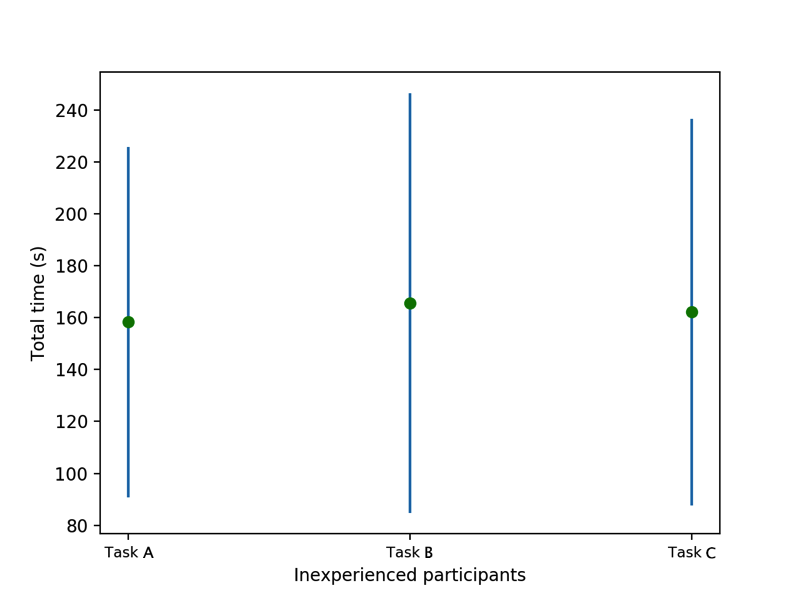 240
220
200
180
160
140
120
100
80
Total time (s)
Task A
Task B
Task C
Inexperienced participants